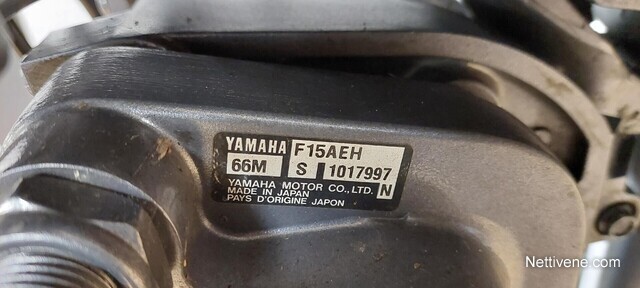 YAMAHA F15AEH
66M S 1017997
YAMAHA MOTOR CO., LTD. N
MADE IN JAPAN
PAYS D'ORIGINE JAPON
Nettivene.com